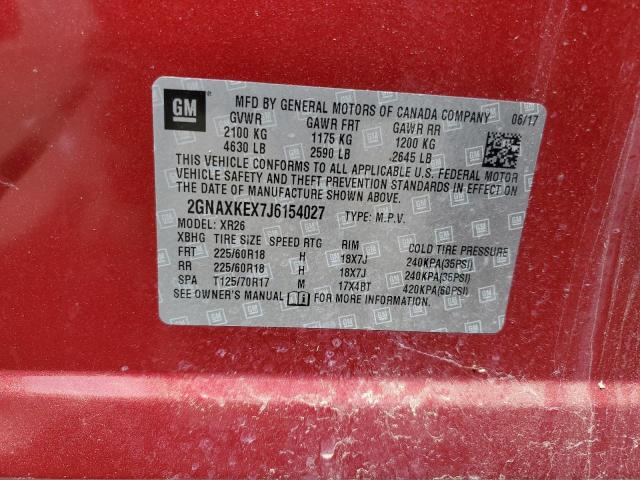 GM
MFD BY GENERAL MOTORS OF CANADA COMPANY 06/17
GVWR GAWR FRT GAWR RR
2100 KG 1175 KG 1200 KG
4630 LB 2590 LB 2645 LB
THIS VEHICLE CONFORMS TO ALL APPLICABLE U.S. FEDERAL MOTOR
VEHICLE SAFETY AND THEFT PREVENTION STANDARDS IN EFFECT ON
THE DATE OF MANUFACTURE SHOWN ABOVE.
2GNAXKEX7J6154027 TYPE: M.P.V.
MODEL: XR26
XBHG TIRE SIZE SPEED RTG RIM COLD TIRE PRESSURE
FRT 225/60R18 H 18X7J 240KPA(35PSI)
RR 225/60R18 H 18X7J 240KPA(35PSI)
SPA T125/70R17 M 17X4BT 420KPA(60PSI)
SEE OWNER'S MANUAL FOR MORE INFORMATION.